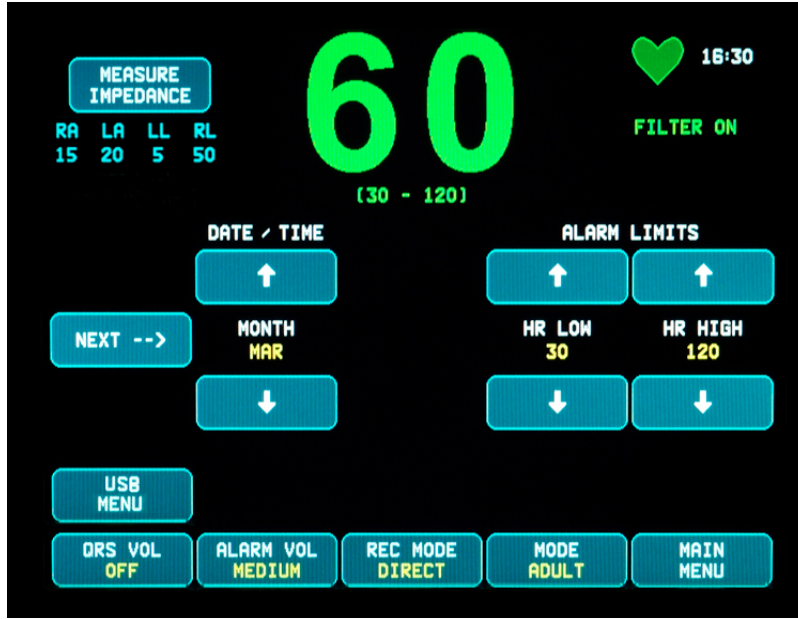 60
16:30
MEASURE
IMPEDANCE
FILTER ON
RA LA LL RL
15 20 5 50
(30 - 120)
DATE / TIME
ALARM LIMITS
NEXT -->
MONTH
MAR
HR LOW
30
HR HIGH
120
USB
MENU
QRS VOL
OFF
ALARM VOL
MEDIUM
REC MODE
DIRECT
MODE
ADULT
MAIN
MENU